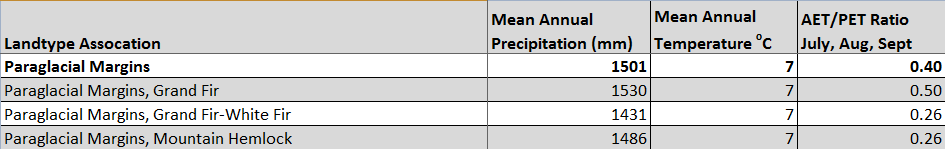 Landtype Assocation Mean Annual Precipitation (mm) Mean Annual Temperature °C AET/PET Ratio July, Aug, Sept
Paraglacial Margins 1501 7 0.40
Paraglacial Margins, Grand Fir 1530 7 0.50
Paraglacial Margins, Grand Fir-White Fir 1431 7 0.26
Paraglacial Margins, Mountain Hemlock 1486 7 0.26